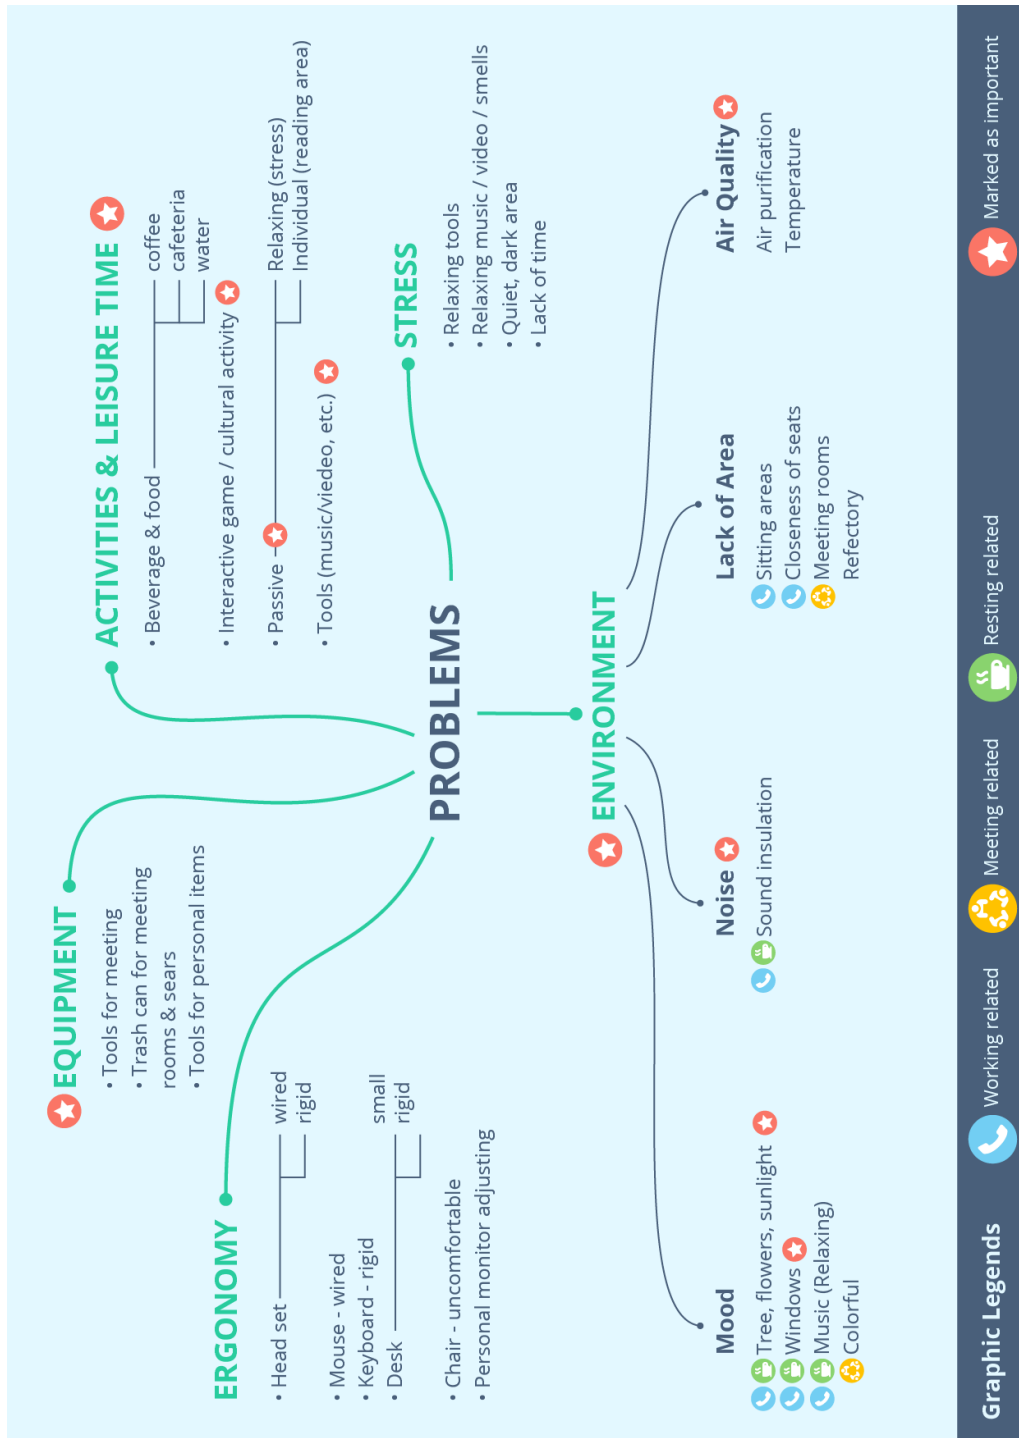 EQUIPMENT
• Tools for meeting
• Trash can for meeting
rooms & sears
• Tools for personal items
ACTIVITIES & LEISURE TIME
• Beverage & food
coffee
cafeteria
water
• Interactive game / cultural activity
• Passive
Relaxing (stress)
Individual (reading area)
• Tools (music/viedeo, etc.)
ERGONOMY
• Head set
wired
rigid
• Mouse - wired
• Keyboard - rigid
• Desk
small
rigid
• Chair - uncomfortable
• Personal monitor adjusting
PROBLEMS
STRESS
• Relaxing tools
• Relaxing music / video / smells
• Quiet, dark area
• Lack of time
ENVIRONMENT
Mood
Tree, flowers, sunlight
Windows
Music (Relaxing)
Colorful
Noise
Sound insulation
Lack of Area
Sitting areas
Closeness of seats
Meeting rooms
Refectory
Air Quality
Air purification
Temperature
Graphic Legends
Working related
Meeting related
Resting related
Marked as important